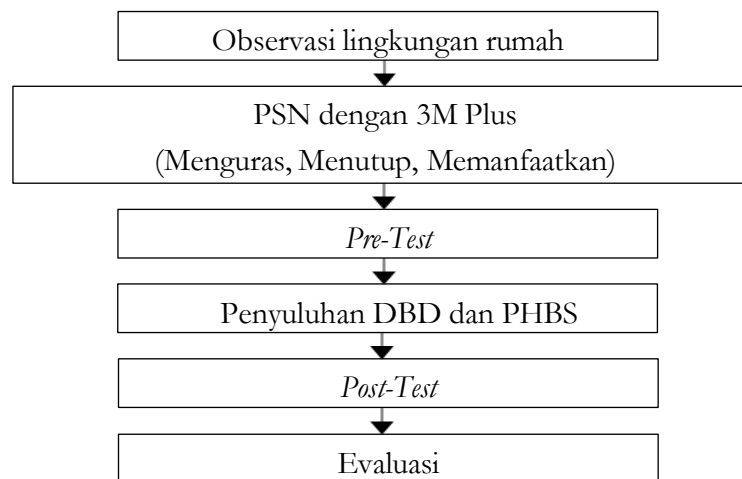 Observasi lingkungan rumah
PSN dengan 3M Plus
(Menguras, Menutup, Memanfaatkan)
Pre-Test
Penyuluhan DBD dan PHBS
Post-Test
Evaluasi